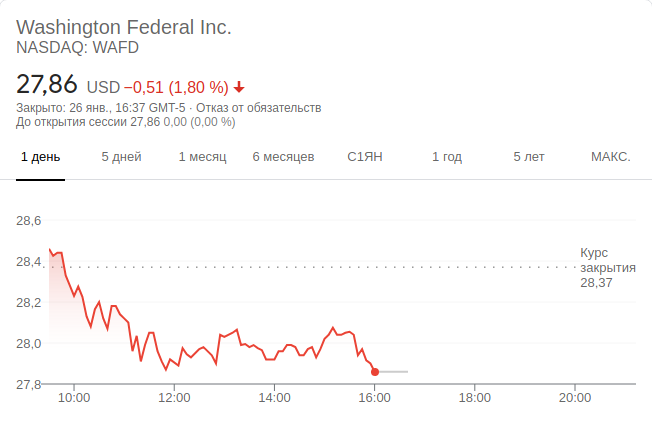 Washington Federal Inc.
NASDAQ: WAFD
27,86 USD −0,51 (1,80 %)
Закрыто: 26 янв., 16:37 GMT-5 · Отказ от обязательств
До открытия сессии 27,86 0,00 (0,00 %)
1 день 5 дней 1 месяц 6 месяцев С1ЯН 1 год 5 лет МАКС.
28,6
28,4
28,2
28,0
27,8
Курс
закрытия
28,37
10:00 12:00 14:00 16:00 18:00 20:00